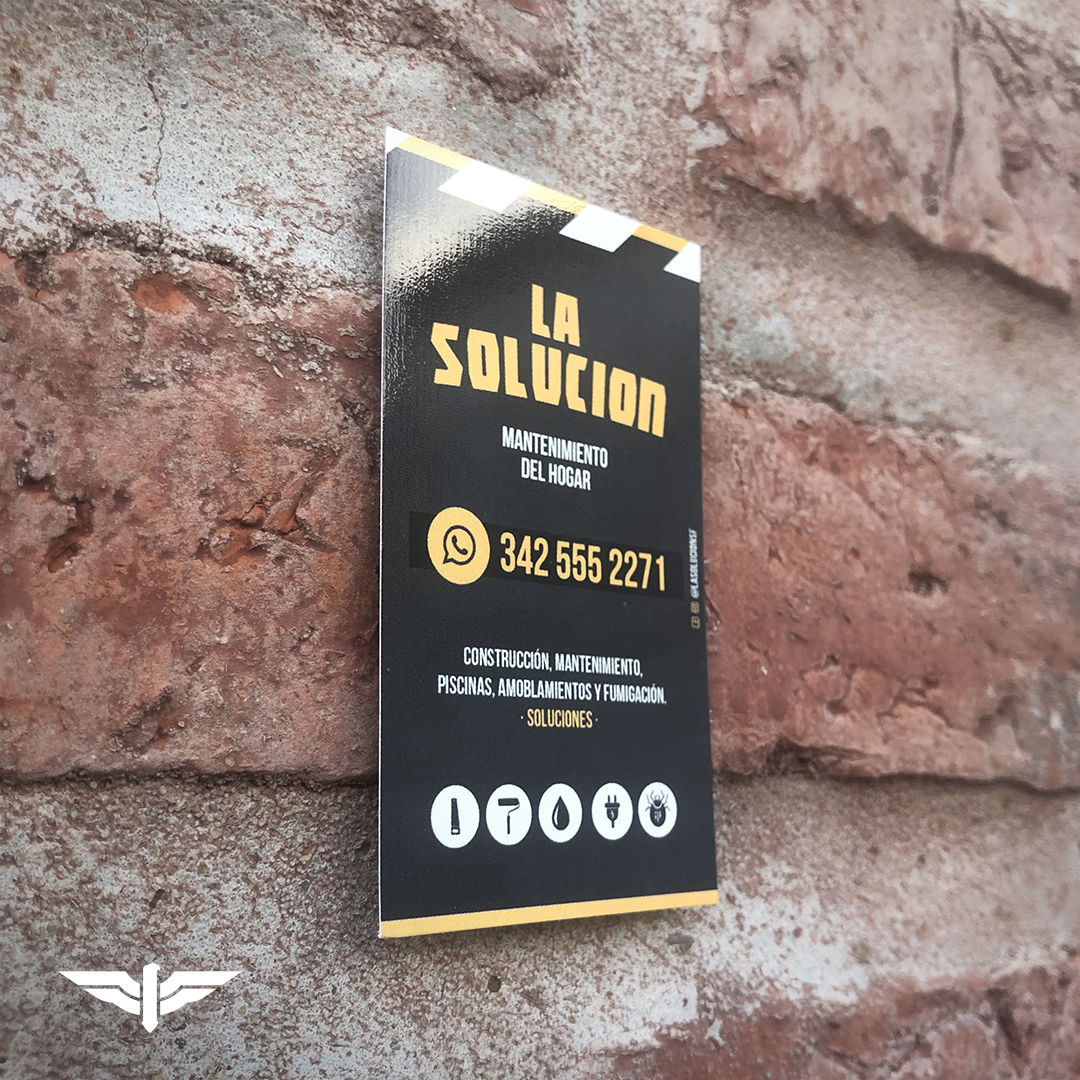 LA
SOLUCION
MANTENIMIENTO
DEL HOGAR
342 555 2271
@LASOLUCIONSF
CONSTRUCCIÓN, MANTENIMIENTO,
PISCINAS, AMOBLAMIENTOS Y FUMIGACIÓN.
· SOLUCIONES ·